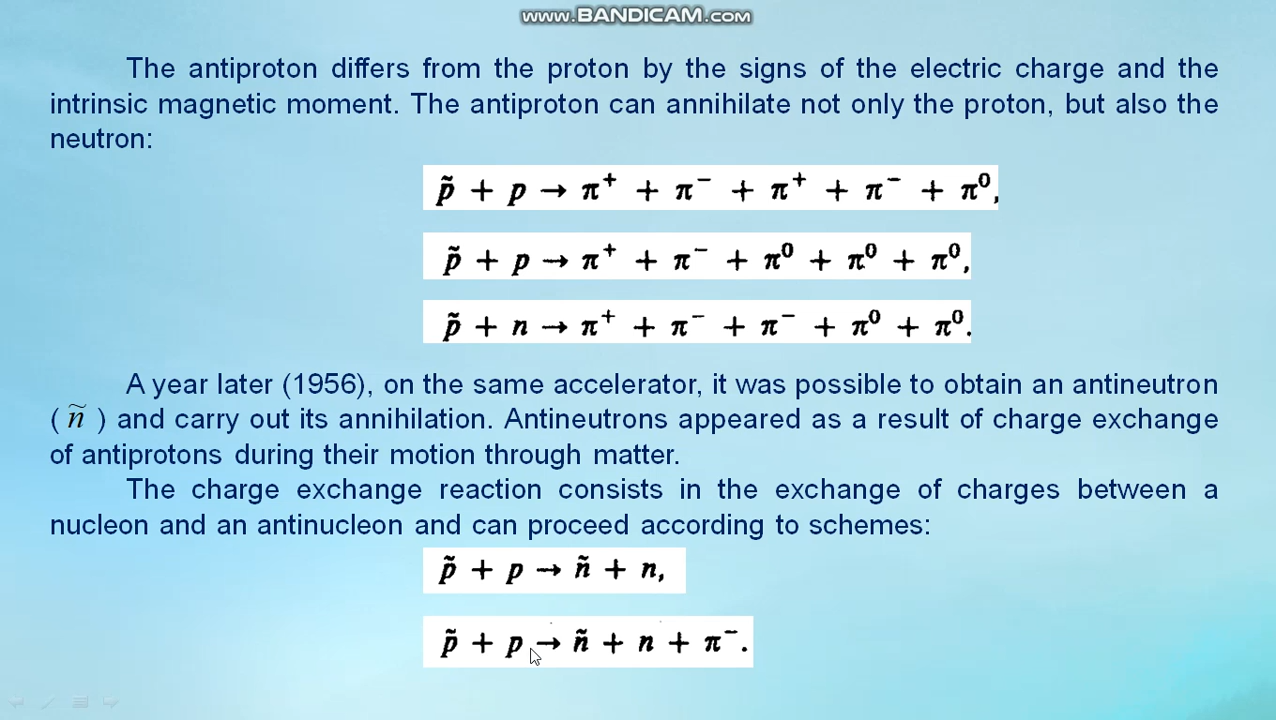 www.BANDICAM.com
The antiproton differs from the proton by the signs of the electric charge and the
intrinsic magnetic moment. The antiproton can annihilate not only the proton, but also the
neutron:
p̃ + p → π⁺ + π⁻ + π⁺ + π⁻ + π⁰,
p̃ + p → π⁺ + π⁻ + π⁰ + π⁰ + π⁰,
p̃ + n → π⁺ + π⁻ + π⁻ + π⁰ + π⁰.
A year later (1956), on the same accelerator, it was possible to obtain an antineutron
( ñ ) and carry out its annihilation. Antineutrons appeared as a result of charge exchange
of antiprotons during their motion through matter.
The charge exchange reaction consists in the exchange of charges between a
nucleon and an antinucleon and can proceed according to schemes:
p̃ + p → ñ + n,
p̃ + p → ñ + n + π⁻.